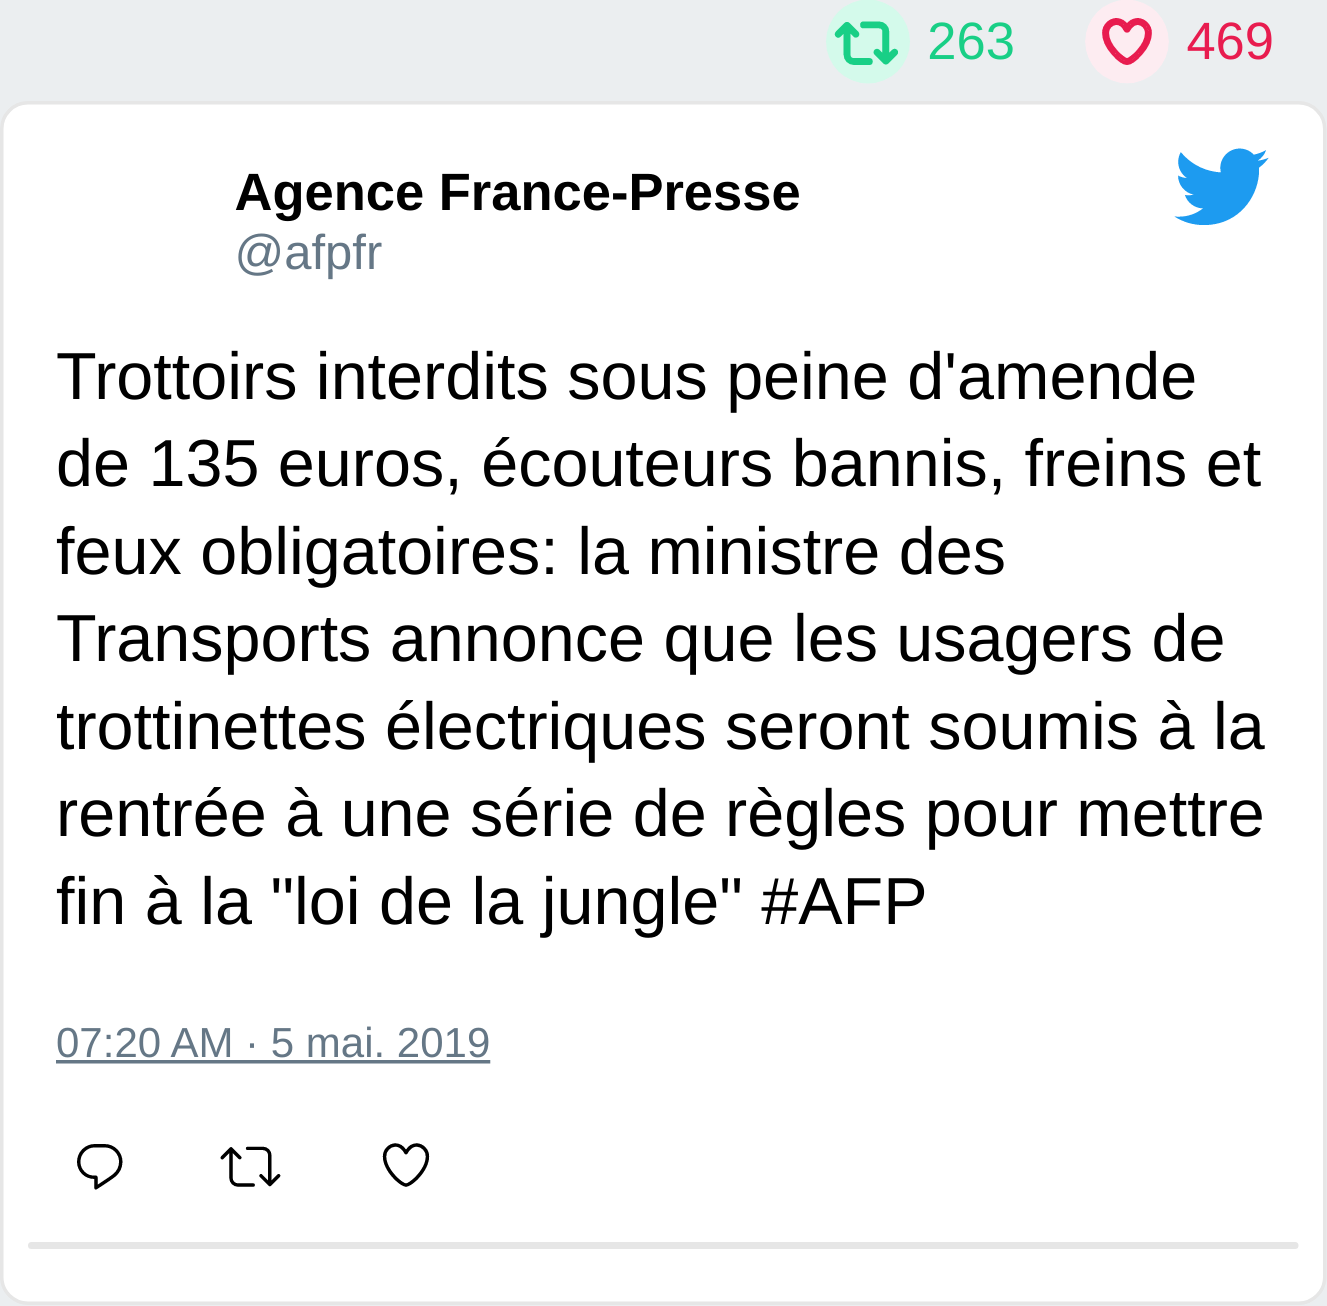 263 469
Agence France-Presse
@afpfr
Trottoirs interdits sous peine d'amende
de 135 euros, écouteurs bannis, freins et
feux obligatoires: la ministre des
Transports annonce que les usagers de
trottinettes électriques seront soumis à la
rentrée à une série de règles pour mettre
fin à la "loi de la jungle" #AFP
07:20 AM · 5 mai. 2019